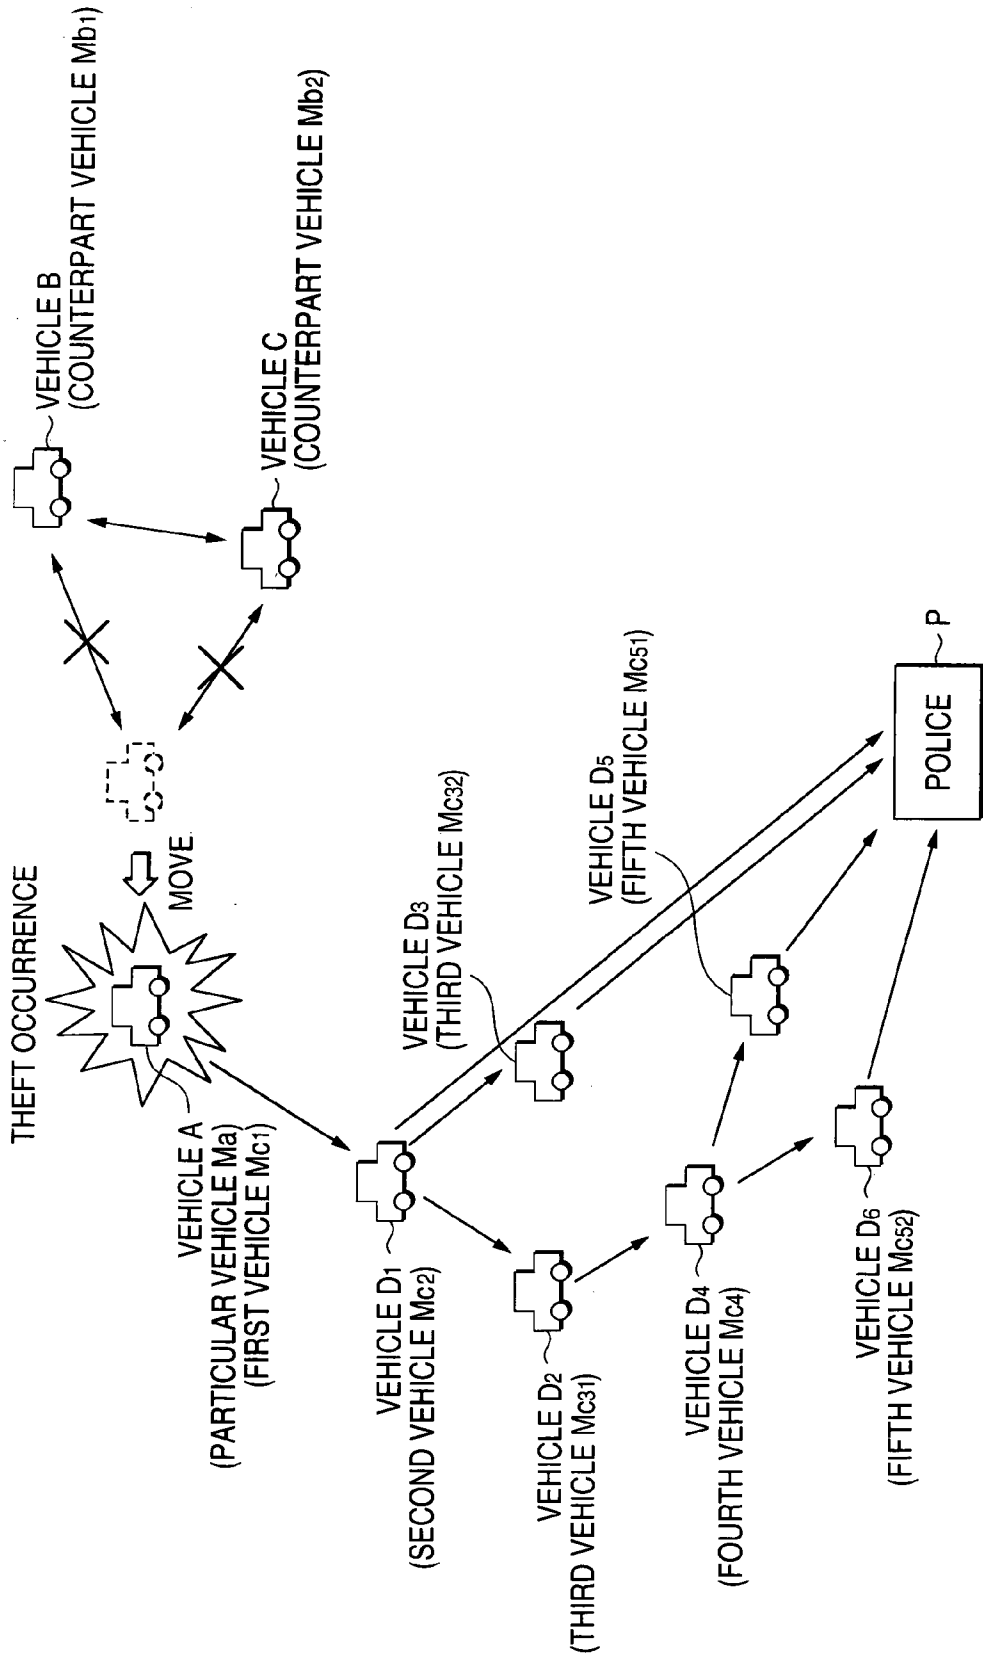 THEFT OCCURRENCE
MOVE
VEHICLE A
(PARTICULAR VEHICLE Ma)
(FIRST VEHICLE Mc1)
VEHICLE B
(COUNTERPART VEHICLE Mb1)
VEHICLE C
(COUNTERPART VEHICLE Mb2)
VEHICLE D1
(SECOND VEHICLE Mc2)
VEHICLE D3
(THIRD VEHICLE Mc32)
VEHICLE D2
(THIRD VEHICLE Mc31)
VEHICLE D5
(FIFTH VEHICLE Mc51)
VEHICLE D4
(FOURTH VEHICLE Mc4)
VEHICLE D6
(FIFTH VEHICLE Mc52)
POLICE
P